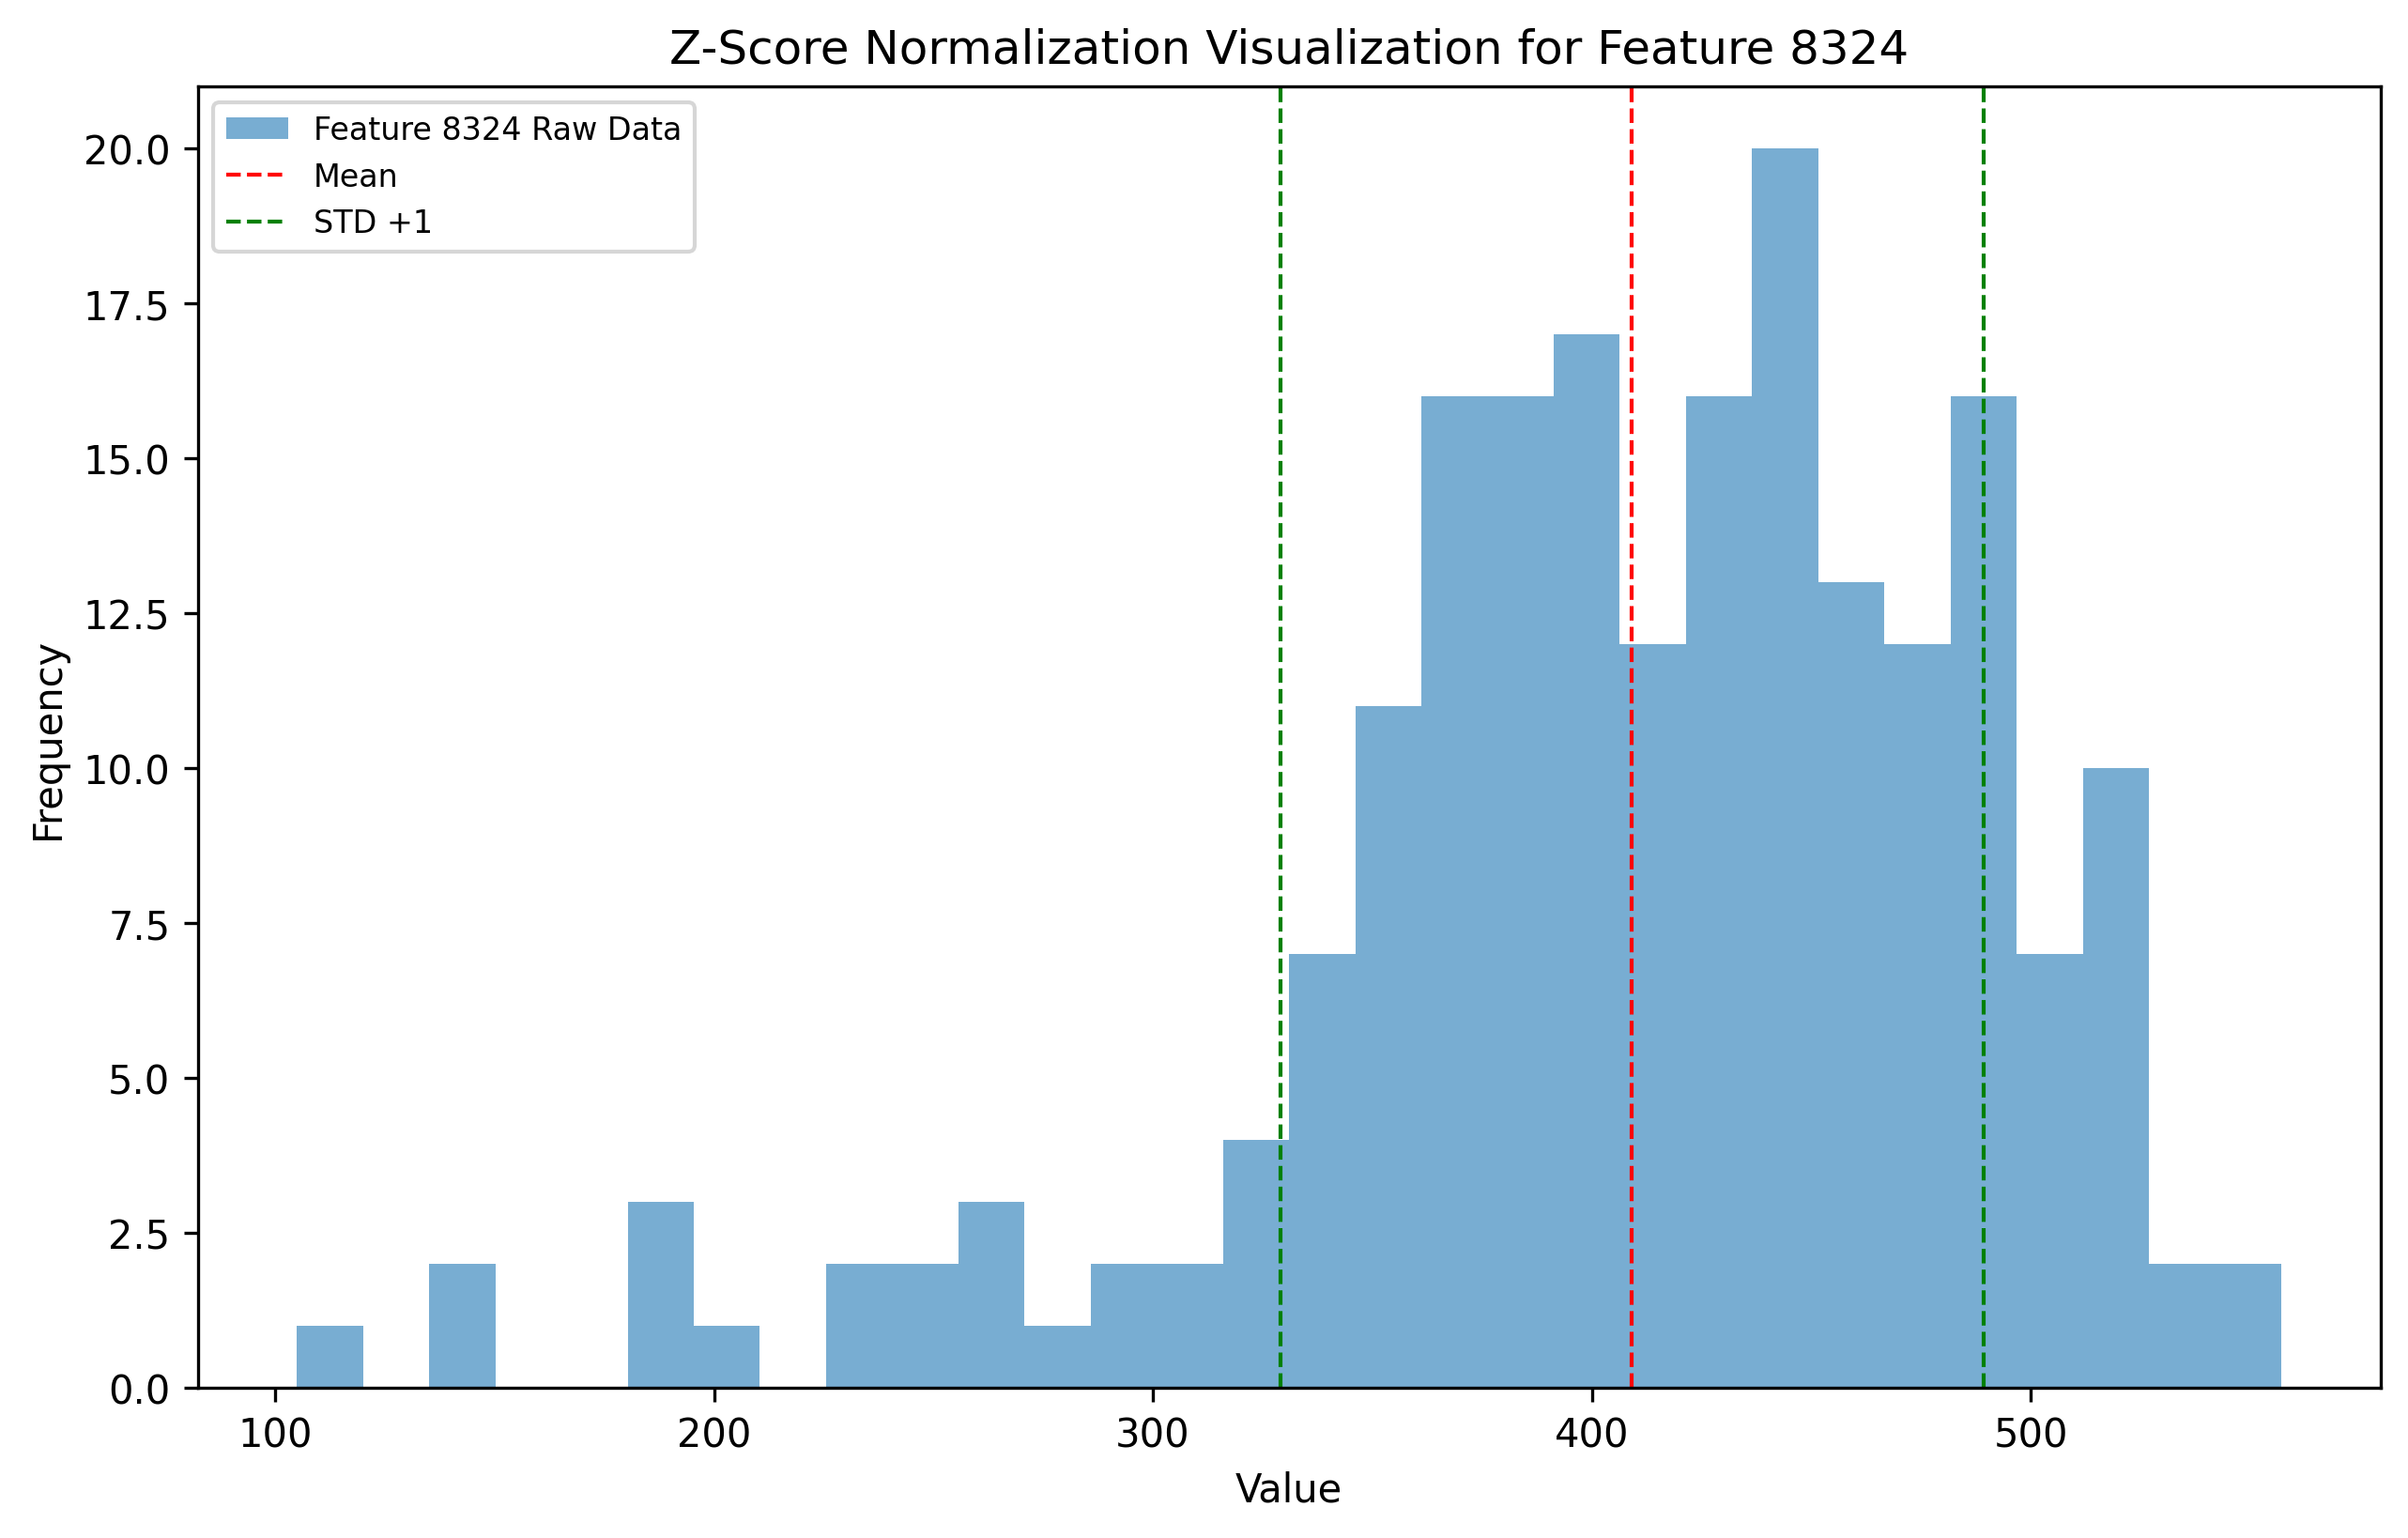 Z-Score Normalization Visualization for Feature 8324
Feature 8324 Raw Data
Mean
STD +1
20.0
17.5
15.0
12.5
10.0
7.5
5.0
2.5
0.0
Frequency
100 200 300 400 500
Value